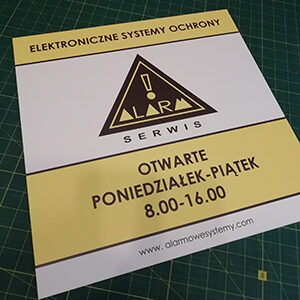 ELEKTRONICZNE SYSTEMY OCHRONY
!
ALARM
SERWIS
OTWARTE
PONIEDZIAŁEK-PIĄTEK
8.00-16.00
www.alarmowesystemy.com